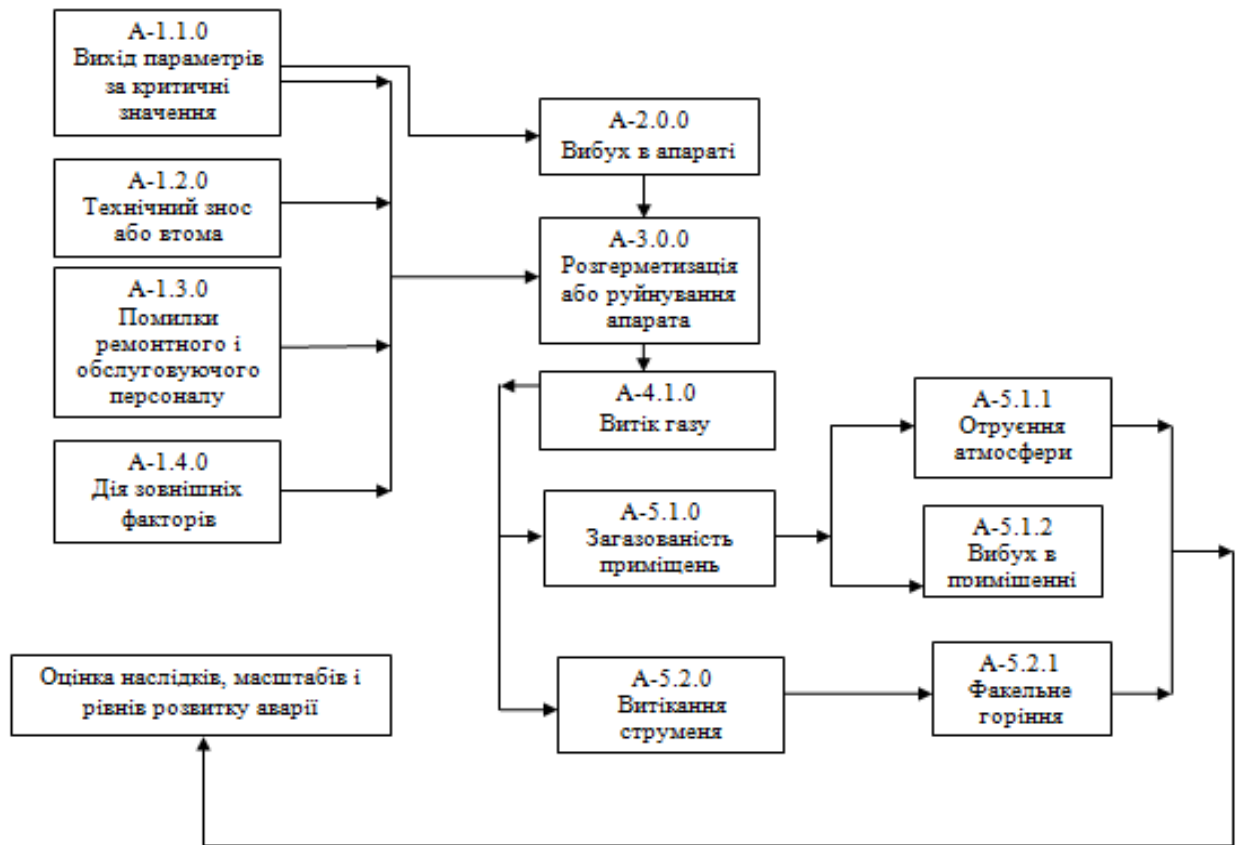 А-1.1.0
Вихід параметрів
за критичні
значення
А-1.2.0
Технічний знос
або втома
А-1.3.0
Помилки
ремонтного і
обслуговуючого
персоналу
А-1.4.0
Дія зовнішніх
факторів
А-2.0.0
Вибух в апараті
А-3.0.0
Розгерметизація
або руйнування
апарата
А-4.1.0
Витік газу
А-5.1.0
Загазованість
приміщень
А-5.2.0
Витікання
струменя
А-5.1.1
Отруєння
атмосфери
А-5.1.2
Вибух в
приміщенні
А-5.2.1
Факельне
горіння
Оцінка наслідків, масштабів і
рівнів розвитку аварії